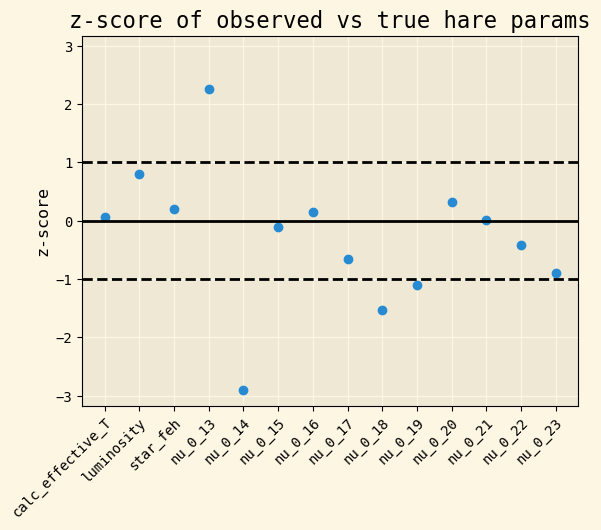 z-score of observed vs true hare params
z-score
3
2
1
0
−1
−2
−3
calc_effective_T
luminosity
star_feh
nu_0_13
nu_0_14
nu_0_15
nu_0_16
nu_0_17
nu_0_18
nu_0_19
nu_0_20
nu_0_21
nu_0_22
nu_0_23